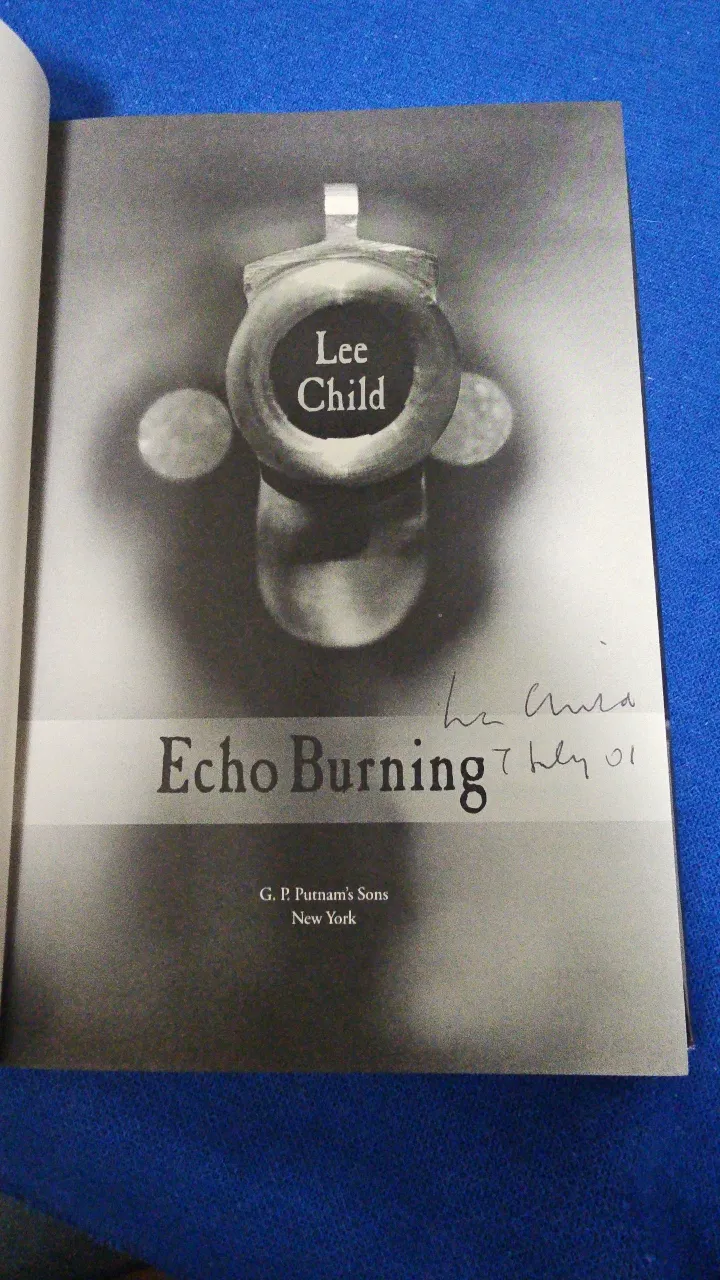 Lee
Child
Lee Child
7 July 01
Echo Burning
G. P. Putnam's Sons
New York